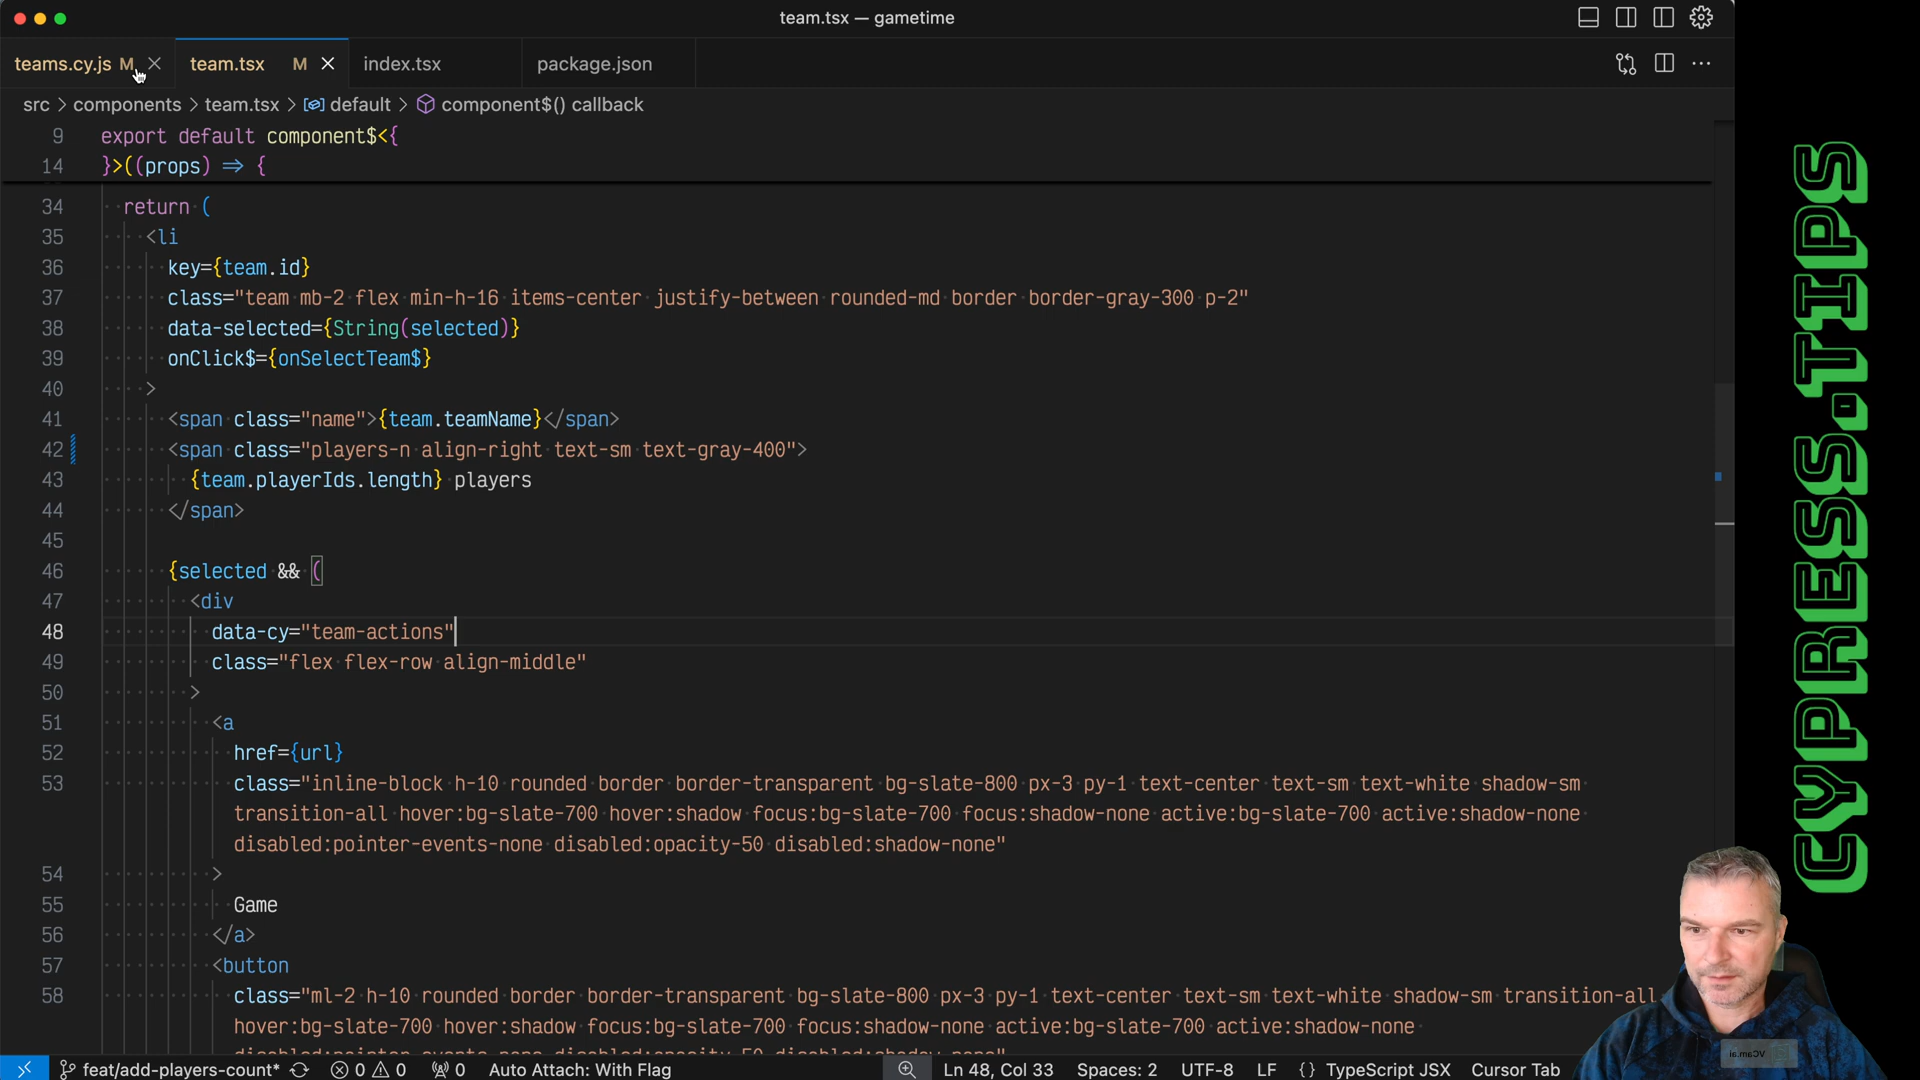 team.tsx — gametime
teams.cy.js M
team.tsx M
index.tsx
package.json
src > components > team.tsx > default > component$() callback
9 export default component$<{
14 }>((props) ⇒ {
34 return (
35 <li
36 key={team.id}
37 class="team mb-2 flex min-h-16 items-center justify-between rounded-md border border-gray-300 p-2"
38 data-selected={String(selected)}
39 onClick$={onSelectTeam$}
40 >
41 <span class="name">{team.teamName}</span>
42 <span class="players-n align-right text-sm text-gray-400">
43 {team.playerIds.length} players
44 </span>
45
46 {selected && (
47 <div
48 data-cy="team-actions"
49 class="flex flex-row align-middle"
50 >
51 <a
52 href={url}
53 class="inline-block h-10 rounded border border-transparent bg-slate-800 px-3 py-1 text-center text-sm text-white shadow-sm
transition-all hover:bg-slate-700 hover:shadow focus:bg-slate-700 focus:shadow-none active:bg-slate-700 active:shadow-none
disabled:pointer-events-none disabled:opacity-50 disabled:shadow-none"
54 >
55 Game
56 </a>
57 <button
58 class="ml-2 h-10 rounded border border-transparent bg-slate-800 px-3 py-1 text-center text-sm text-white shadow-sm transition-all
hover:bg-slate-700 hover:shadow focus:bg-slate-700 focus:shadow-none active:bg-slate-700 active:shadow-none
disabled:pointer-events-none disabled:opacity-50 disabled:shadow-none"
feat/add-players-count* 0 0 0 Auto Attach: With Flag Ln 48, Col 33 Spaces: 2 UTF-8 LF {} TypeScript JSX Cursor Tab
CYPRESS.TIPS
VCam.ai